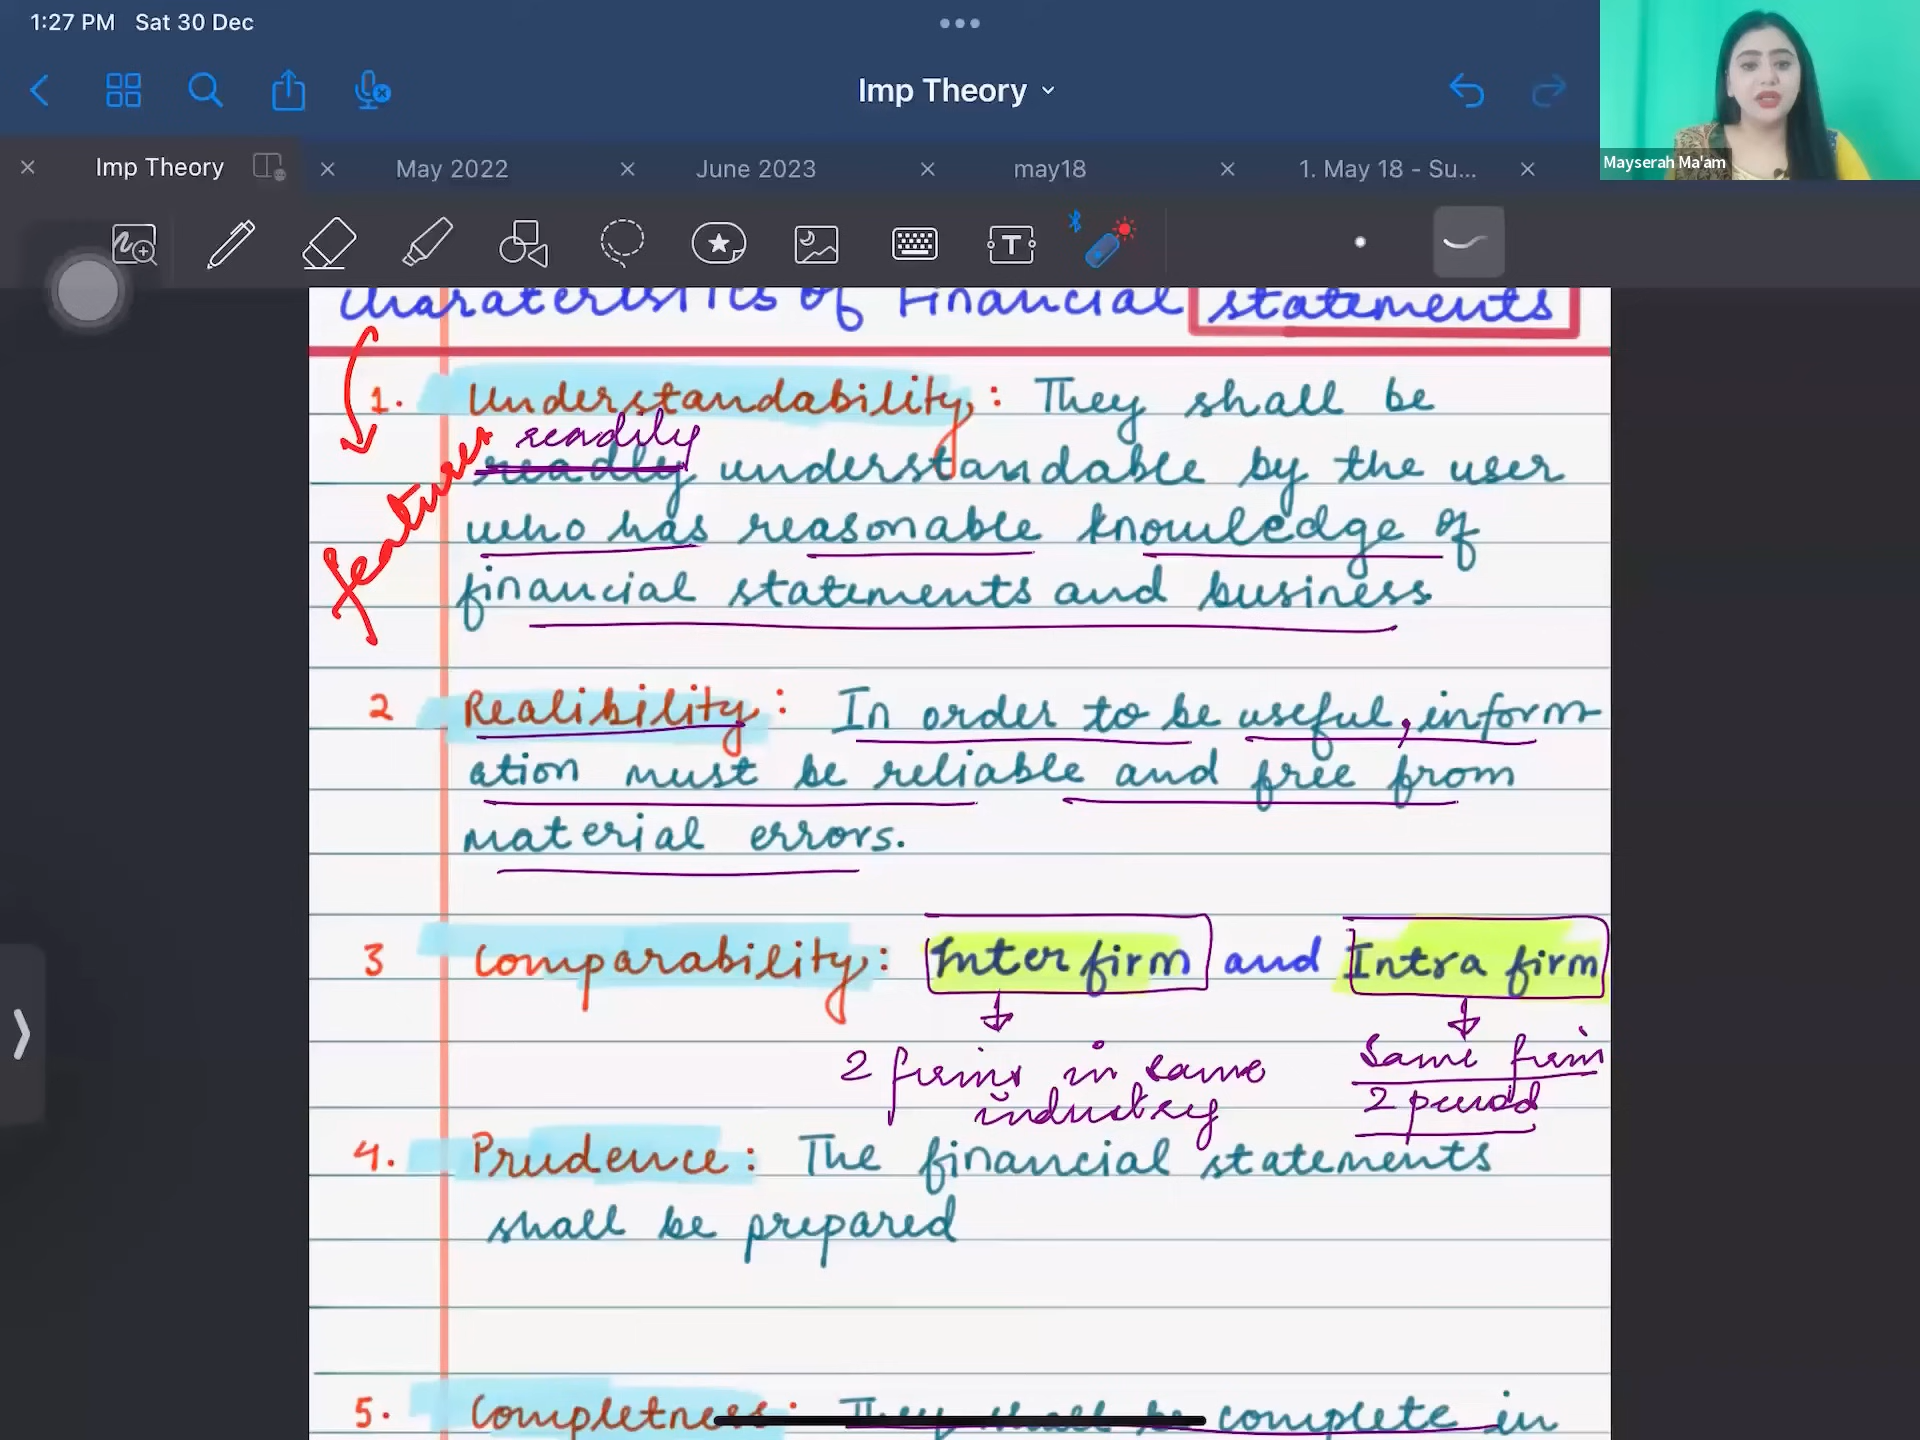 1:27 PM Sat 30 Dec
Imp Theory
Mayserah Ma'am
Imp Theory
May 2022
June 2023
may18
1. May 18 - Su...
T
Charateristics of Financial statements
1. Understandability: They shall be
readily
readly understandable by the user
features
who has reasonable knowledge of
financial statements and business
2 Realibility: In order to be useful, inform
ation must be reliable and free from
material errors.
3 Comparability: Inter firm and Intra firm
2 firms in same
industry
Same firm
2 period
4. Prudence: The financial statements
shall be prepared
5. Completness: They shall be complete in